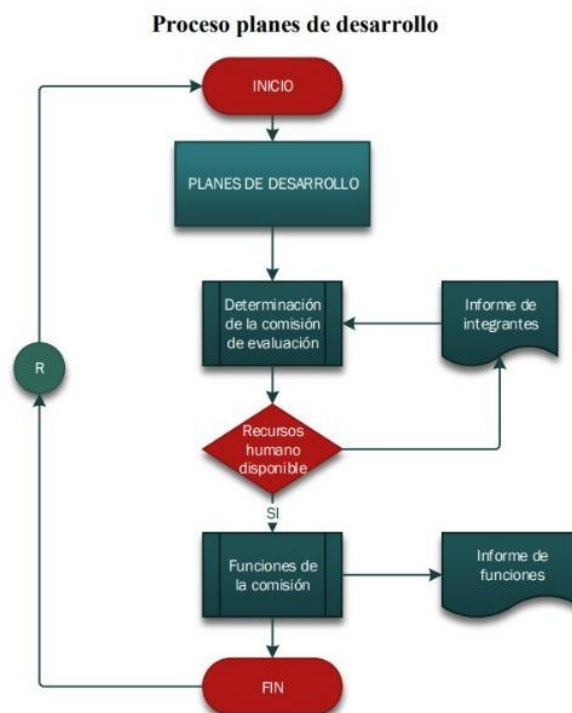 Proceso planes de desarrollo
INICIO
PLANES DE DESARROLLO
Determinación
de la comisión
de evaluación
Informe de
integrantes
R
Recursos
humano
disponible
SI
Funciones de
la comisión
Informe de
funciones
FIN